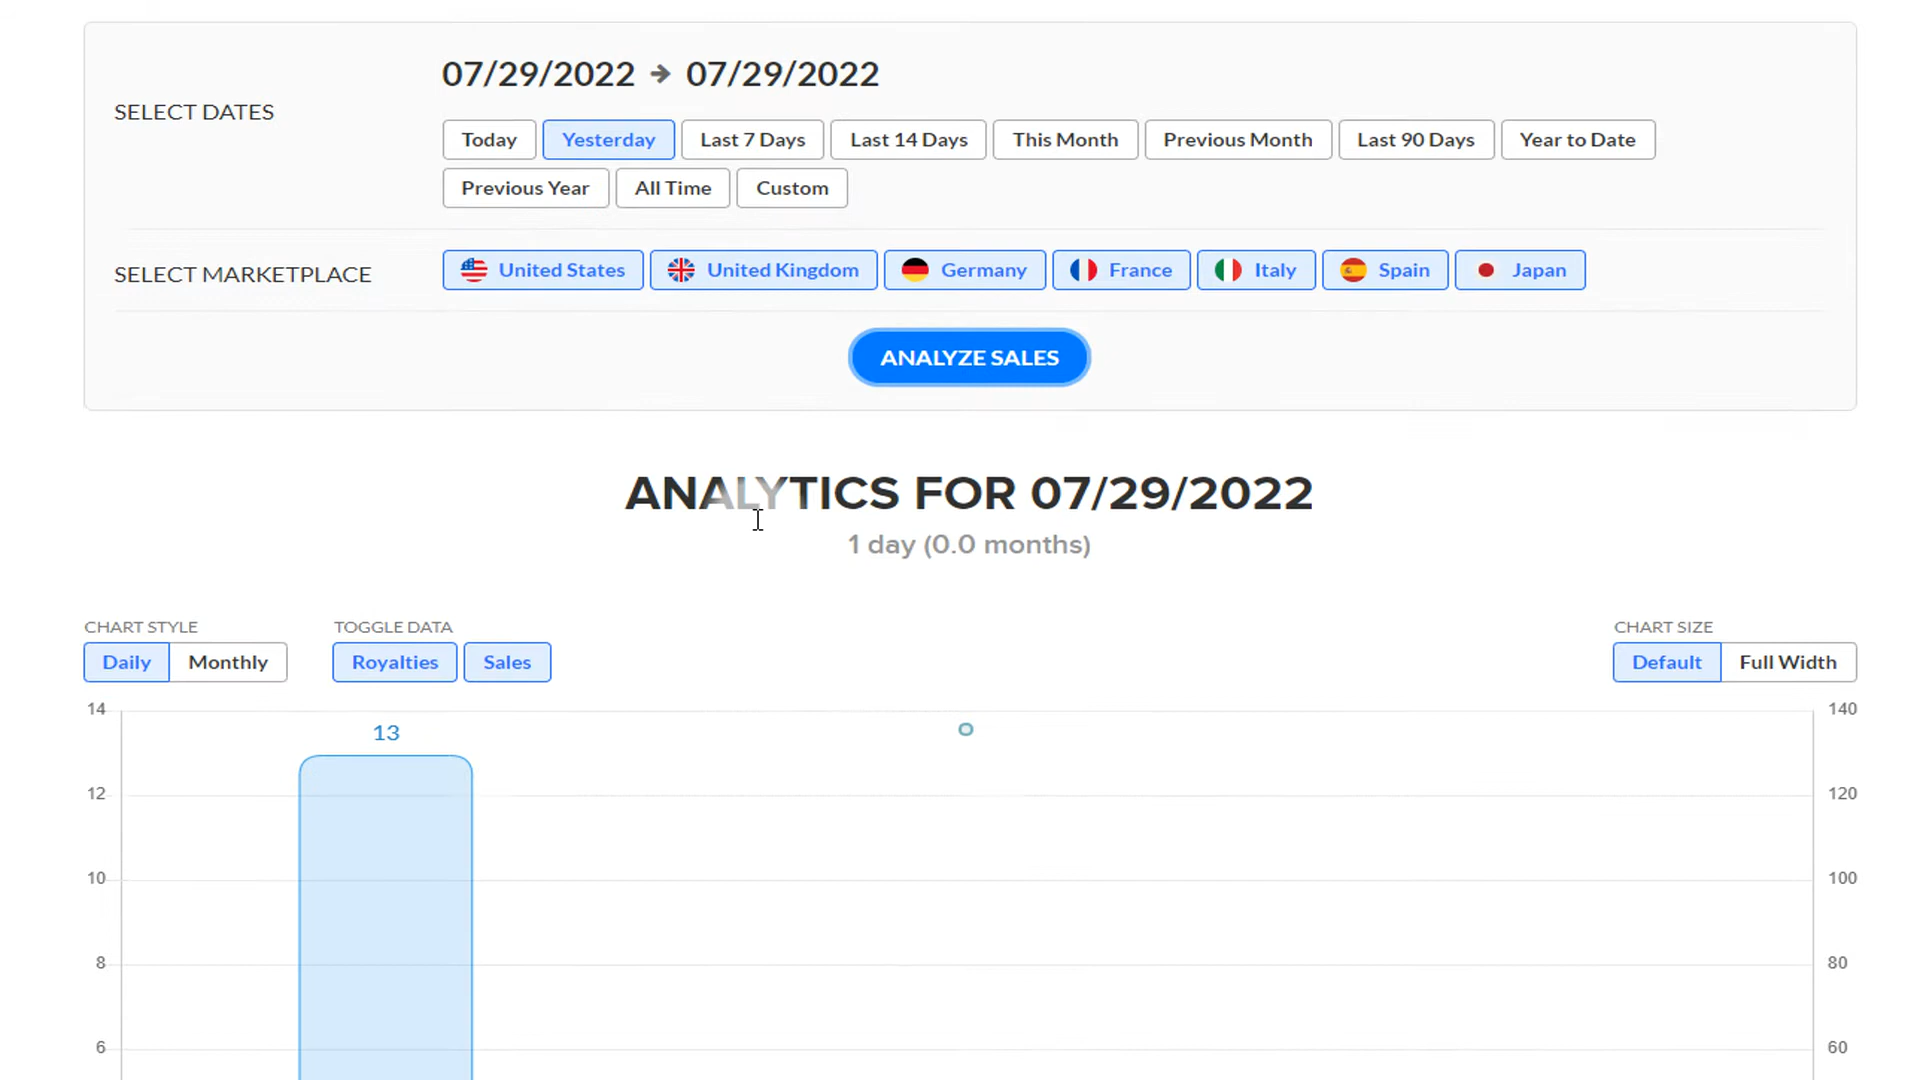 07/29/2022 → 07/29/2022
SELECT DATES
Today Yesterday Last 7 Days Last 14 Days This Month Previous Month Last 90 Days Year to Date
Previous Year All Time Custom
SELECT MARKETPLACE United States United Kingdom Germany France Italy Spain Japan
ANALYZE SALES
ANALYTICS FOR 07/29/2022
1 day (0.0 months)
CHART STYLE TOGGLE DATA CHART SIZE
Daily Monthly Royalties Sales Default Full Width
14 140
13
12 120
10 100
8 80
6 60